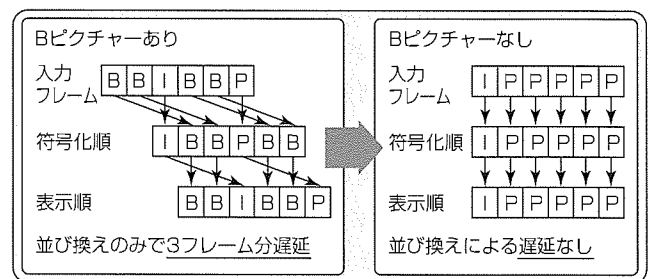 Bピクチャーあり
入力
フレーム
B B I B B P
符号化順
I B B P B B
表示順
B B I B B P
並び換えのみで3フレーム分遅延
Bピクチャーなし
入力
フレーム
I P P P P P
符号化順
I P P P P P
表示順
I P P P P P
並び換えによる遅延なし